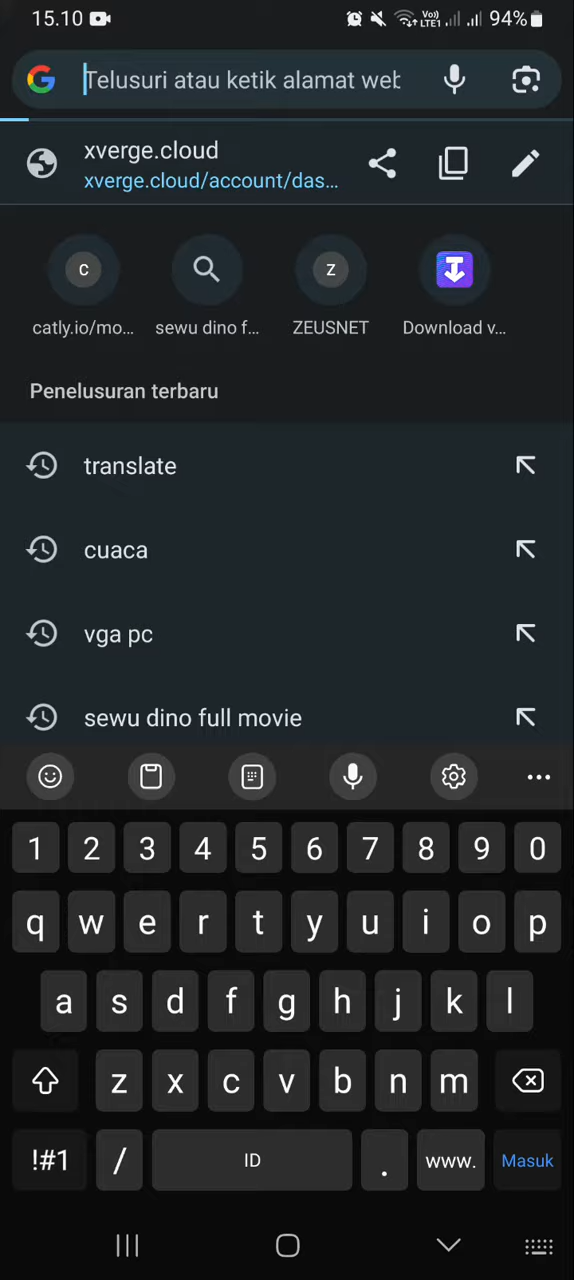 15.10
Vo)) LTE1 94%
Telusuri atau ketik alamat web
xverge.cloud
xverge.cloud/account/das...
C
Z
catly.io/mo...
sewu dino f...
ZEUSNET
Download v...
Penelusuran terbaru
translate
cuaca
vga pc
sewu dino full movie
1 2 3 4 5 6 7 8 9 0
q w e r t y u i o p
a s d f g h j k l
z x c v b n m
!#1 / ID . www. Masuk